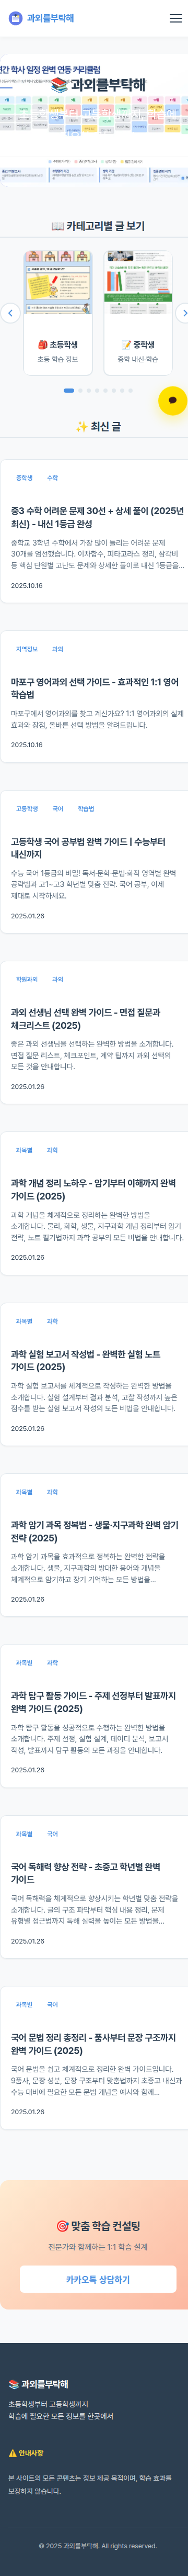 과외를부탁해
📚 과외를부탁해
📖 카테고리별 글 보기
🎒 초등학생
초등 학습 정보
📝 중학생
중학 내신·학습
✨ 최신 글
중학생 수학
중3 수학 어려운 문제 30선 + 상세 풀이 (2025년
최신) - 내신 1등급 완성
중학교 3학년 수학에서 가장 많이 틀리는 어려운 문제
30개를 엄선했습니다. 이차함수, 피타고라스 정리, 삼각비
등 핵심 단원별 고난도 문제와 상세한 풀이로 내신 1등급을...
2025.10.16
지역정보 과외
마포구 영어과외 선택 가이드 - 효과적인 1:1 영어
학습법
마포구에서 영어과외를 찾고 계신가요? 1:1 영어과외의 실제
효과와 장점, 올바른 선택 방법을 알려드립니다.
2025.10.16
고등학생 국어 학습법
고등학생 국어 공부법 완벽 가이드 | 수능부터
내신까지
수능 국어 1등급의 비밀! 독서·문학·문법·화작 영역별 완벽
공략법과 고1~고3 학년별 맞춤 전략. 국어 공부, 이제
제대로 시작하세요.
2025.01.26
학원과외 과외
과외 선생님 선택 완벽 가이드 - 면접 질문과
체크리스트 (2025)
좋은 과외 선생님을 선택하는 완벽한 방법을 소개합니다.
면접 질문 리스트, 체크포인트, 계약 팁까지 과외 선택의
모든 것을 안내합니다.
2025.01.26
과목별 과학
과학 개념 정리 노하우 - 암기부터 이해까지 완벽
가이드 (2025)
과학 개념을 체계적으로 정리하는 완벽한 방법을
소개합니다. 물리, 화학, 생물, 지구과학 개념 정리부터 암기
전략, 노트 필기법까지 과학 공부의 모든 비법을 안내합니다.
2025.01.26
과목별 과학
과학 실험 보고서 작성법 - 완벽한 실험 노트
가이드 (2025)
과학 실험 보고서를 체계적으로 작성하는 완벽한 방법을
소개합니다. 실험 설계부터 결과 분석, 고찰 작성까지 높은
점수를 받는 실험 보고서 작성의 모든 비법을 안내합니다.
2025.01.26
과목별 과학
과학 암기 과목 정복법 - 생물·지구과학 완벽 암기
전략 (2025)
과학 암기 과목을 효과적으로 정복하는 완벽한 전략을
소개합니다. 생물, 지구과학의 방대한 용어와 개념을
체계적으로 암기하고 장기 기억하는 모든 방법을...
2025.01.26
과목별 과학
과학 탐구 활동 가이드 - 주제 선정부터 발표까지
완벽 가이드 (2025)
과학 탐구 활동을 성공적으로 수행하는 완벽한 방법을
소개합니다. 주제 선정, 실험 설계, 데이터 분석, 보고서
작성, 발표까지 탐구 활동의 모든 과정을 안내합니다.
2025.01.26
과목별 국어
국어 독해력 향상 전략 - 초중고 학년별 완벽
가이드
국어 독해력을 체계적으로 향상시키는 학년별 맞춤 전략을
소개합니다. 글의 구조 파악부터 핵심 내용 정리, 문제
유형별 접근법까지 독해 실력을 높이는 모든 방법을...
2025.01.26
과목별 국어
국어 문법 정리 총정리 - 품사부터 문장 구조까지
완벽 가이드 (2025)
국어 문법을 쉽고 체계적으로 정리한 완벽 가이드입니다.
9품사, 문장 성분, 문장 구조부터 맞춤법까지 초중고 내신과
수능 대비에 필요한 모든 문법 개념을 예시와 함께...
2025.01.26
🎯 맞춤 학습 컨설팅
전문가와 함께하는 1:1 학습 설계
카카오톡 상담하기
📚 과외를부탁해
초등학생부터 고등학생까지
학습에 필요한 모든 정보를 한곳에서
⚠️ 안내사항
본 사이트의 모든 콘텐츠는 정보 제공 목적이며, 학습 효과를
보장하지 않습니다.
© 2025 과외를부탁해. All rights reserved.